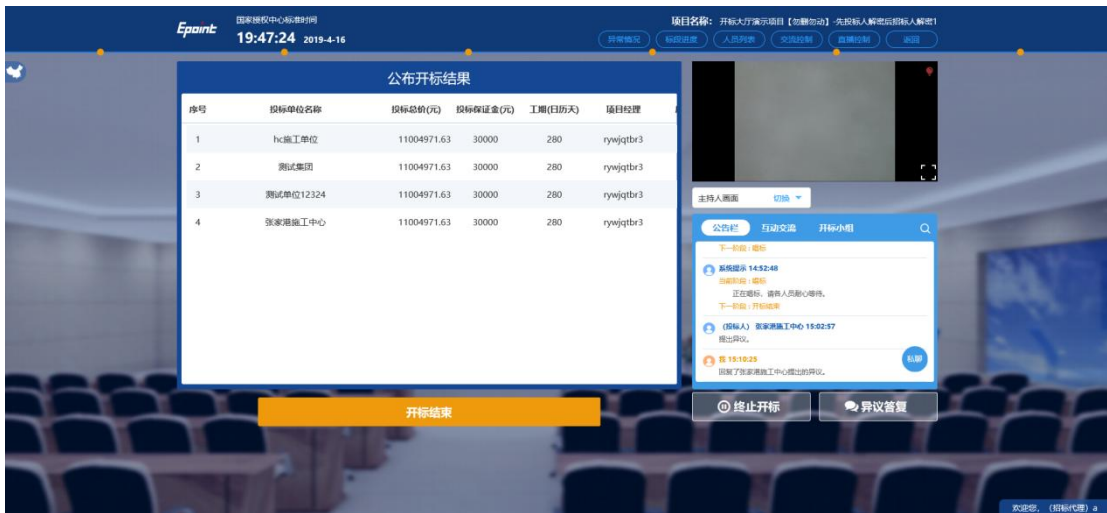 Epoint
国家授权中心标准时间
19:47:24 2019-4-16
项目名称： 开标大厅演示项目【勿删勿动】-先投标人解密后招标人解密1
异常情况 标段进度 人员列表 交流控制 直播控制 返回
公布开标结果
序号 投标单位名称 投标总价(元) 投标保证金(元) 工期(日历天) 项目经理
1 hc施工单位 11004971.63 30000 280 rywjqtbr3
2 测试集团 11004971.63 30000 280 rywjqtbr3
3 测试单位12324 11004971.63 30000 280 rywjqtbr3
4 张家港施工中心 11004971.63 30000 280 rywjqtbr3
主持人画面 切换
公告栏 互动交流 开标小组
下一阶段：唱标
系统提示 14:52:48
当前阶段：唱标
正在唱标，请各人员耐心等待。
下一阶段：开标结束
（投标人） 张家港施工中心 15:02:57
提出异议。
我 15:10:25
回复了张家港施工中心提出的异议。
私聊
开标结束
终止开标 异议答复
欢迎您，（招标代理）a